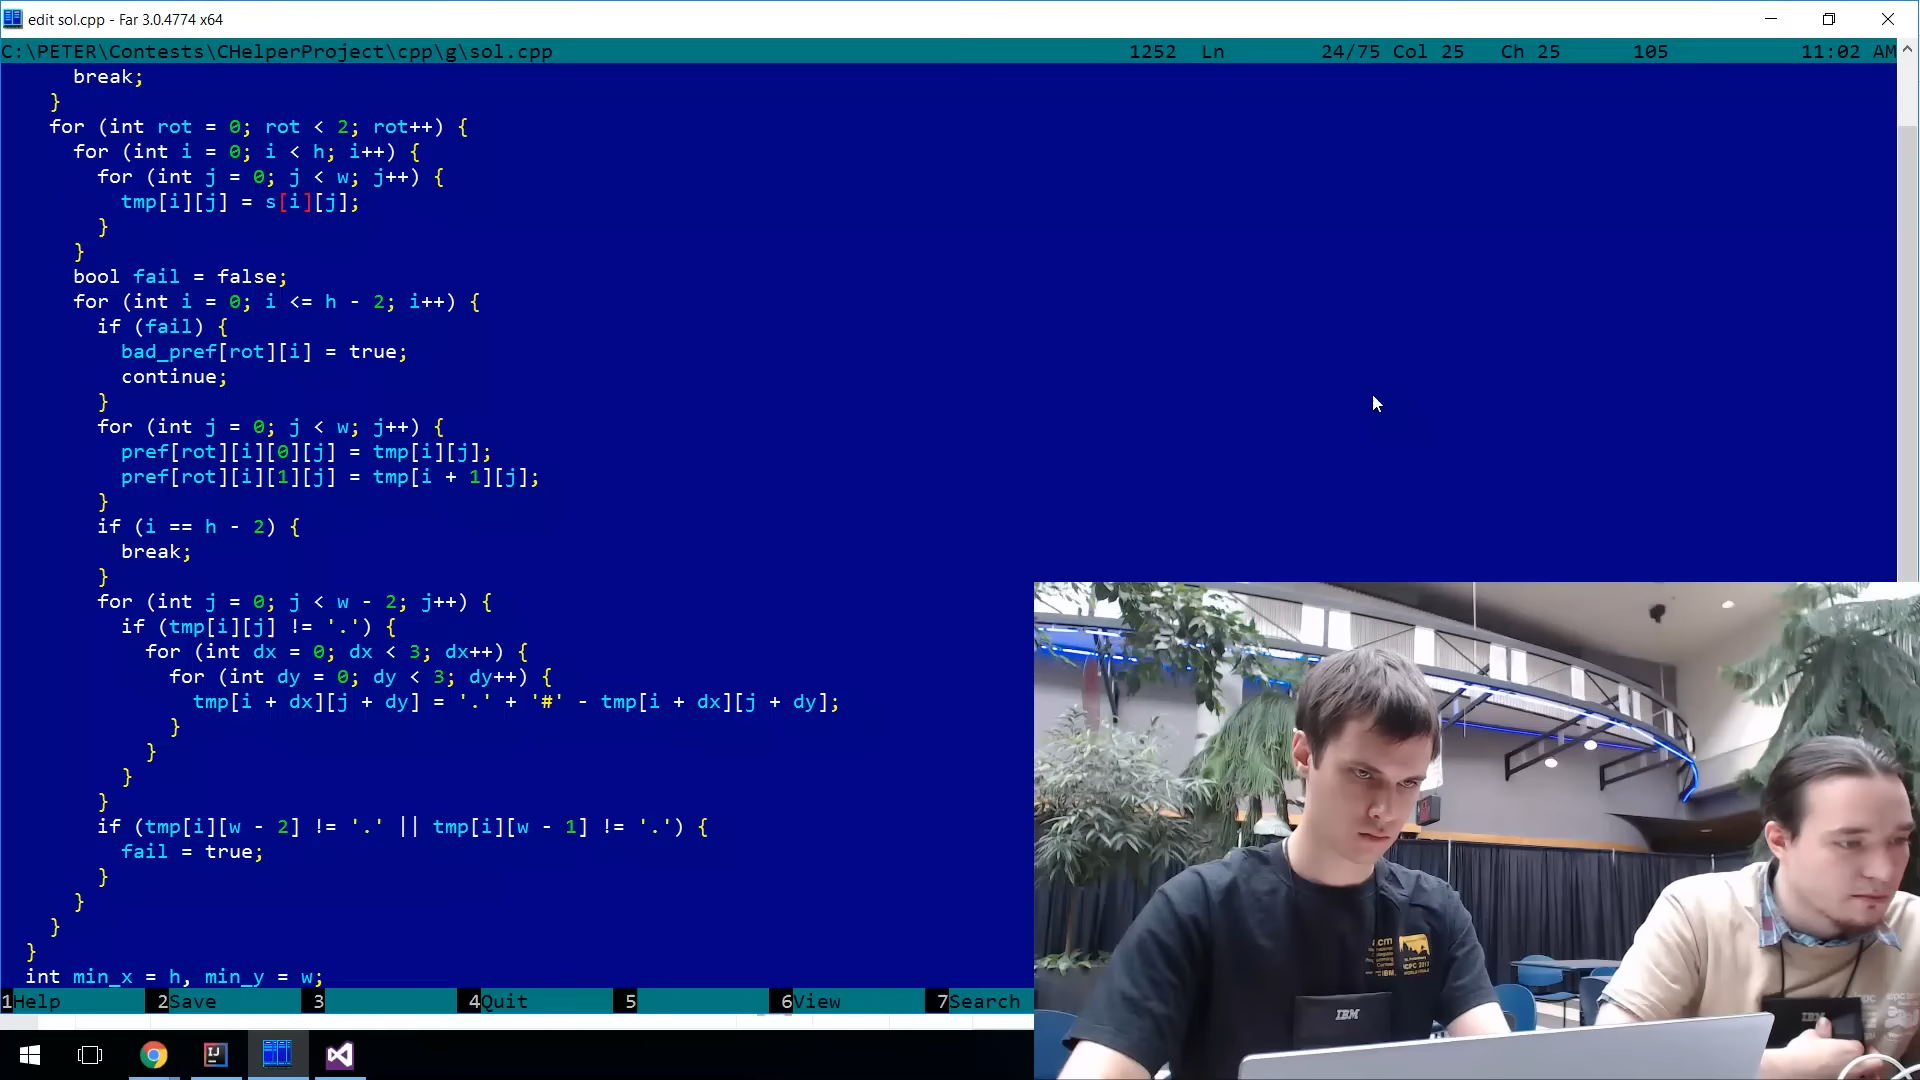 edit sol.cpp - Far 3.0.4774 x64
C:\PETER\Contests\CHelperProject\cpp\g\sol.cpp 1252 Ln 24/75 Col 25 Ch 25 105 11:02 AM
break;
}
for (int rot = 0; rot < 2; rot++) {
for (int i = 0; i < h; i++) {
for (int j = 0; j < w; j++) {
tmp[i][j] = s[i][j];
}
}
bool fail = false;
for (int i = 0; i <= h - 2; i++) {
if (fail) {
bad_pref[rot][i] = true;
continue;
}
for (int j = 0; j < w; j++) {
pref[rot][i][0][j] = tmp[i][j];
pref[rot][i][1][j] = tmp[i + 1][j];
}
if (i == h - 2) {
break;
}
for (int j = 0; j < w - 2; j++) {
if (tmp[i][j] != '.') {
for (int dx = 0; dx < 3; dx++) {
for (int dy = 0; dy < 3; dy++) {
tmp[i + dx][j + dy] = '.' + '#' - tmp[i + dx][j + dy];
}
}
}
}
if (tmp[i][w - 2] != '.' || tmp[i][w - 1] != '.') {
fail = true;
}
}
}
}
int min_x = h, min_y = w;
1Help 2Save 3 4Quit 5 6View 7Search
IJ
acm
IBM
IBM